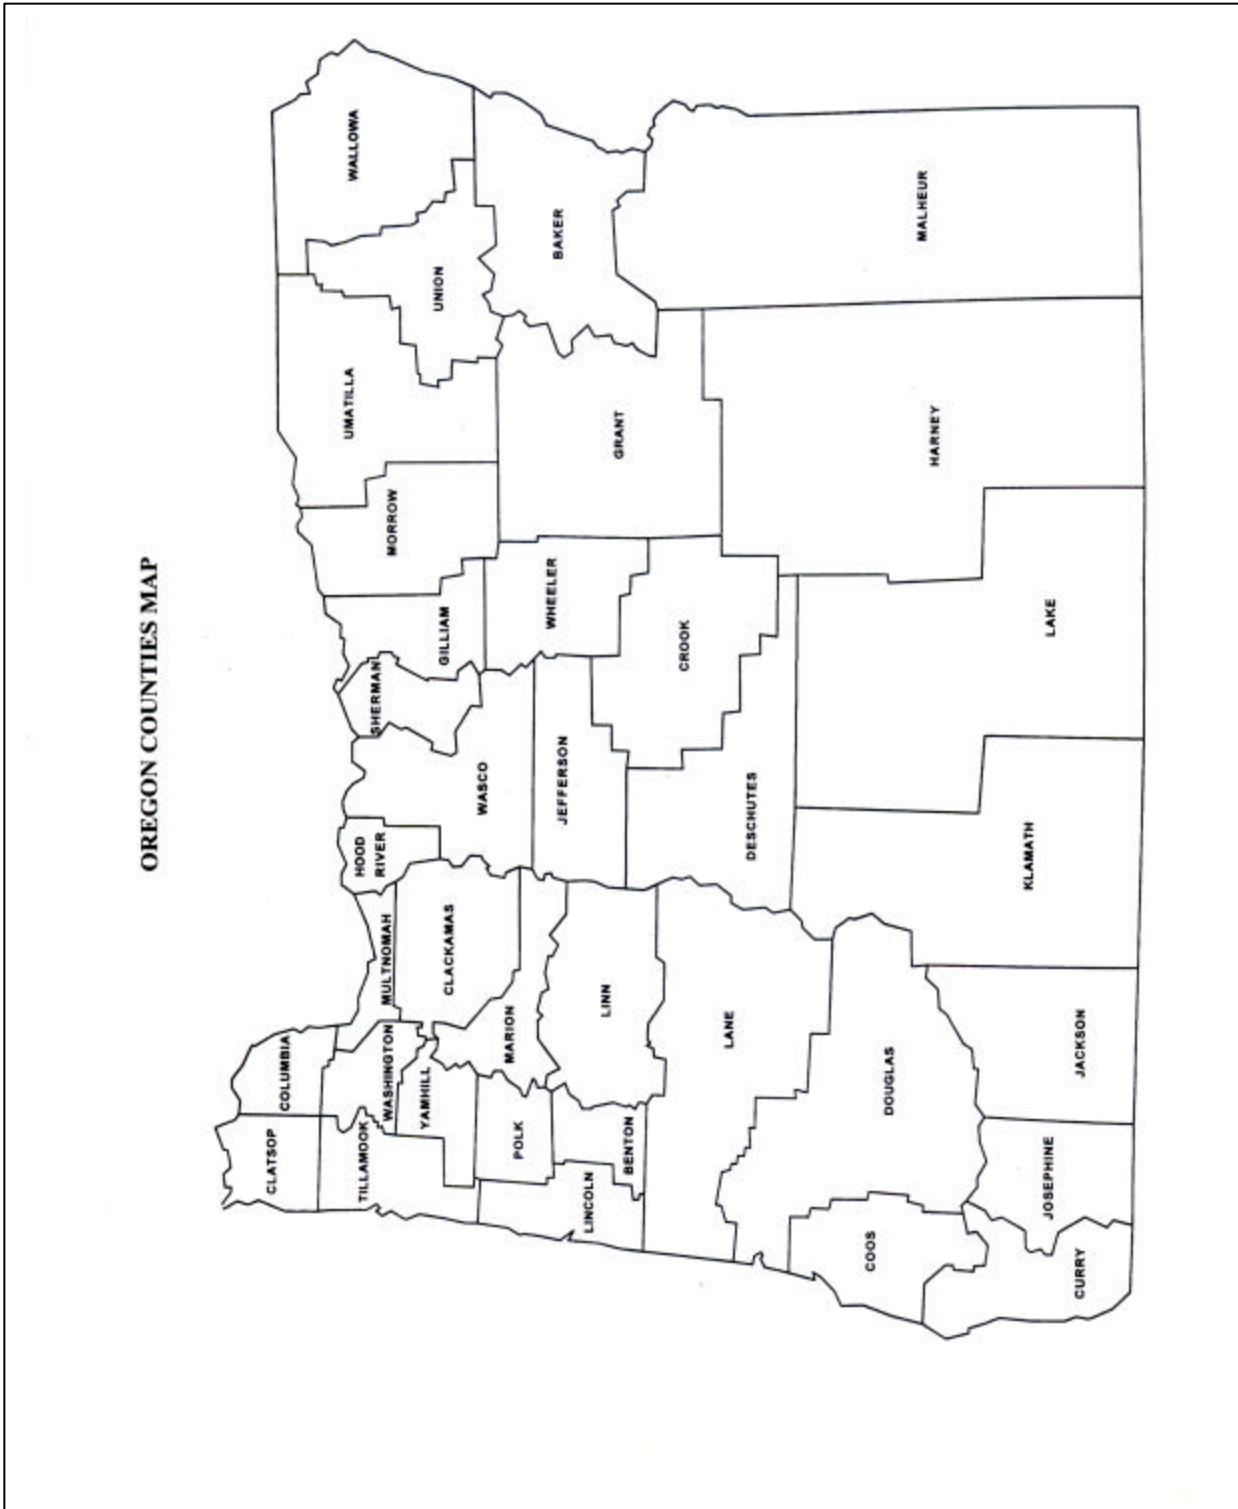 OREGON COUNTIES MAP
CLATSOP
COLUMBIA
TILLAMOOK
WASHINGTON
MULTNOMAH
HOOD
RIVER
SHERMAN
GILLIAM
MORROW
UMATILLA
WALLOWA
UNION
YAMHILL
CLACKAMAS
WASCO
POLK
MARION
JEFFERSON
WHEELER
GRANT
BAKER
LINCOLN
BENTON
LINN
CROOK
DESCHUTES
LANE
MALHEUR
HARNEY
COOS
DOUGLAS
KLAMATH
LAKE
CURRY
JOSEPHINE
JACKSON